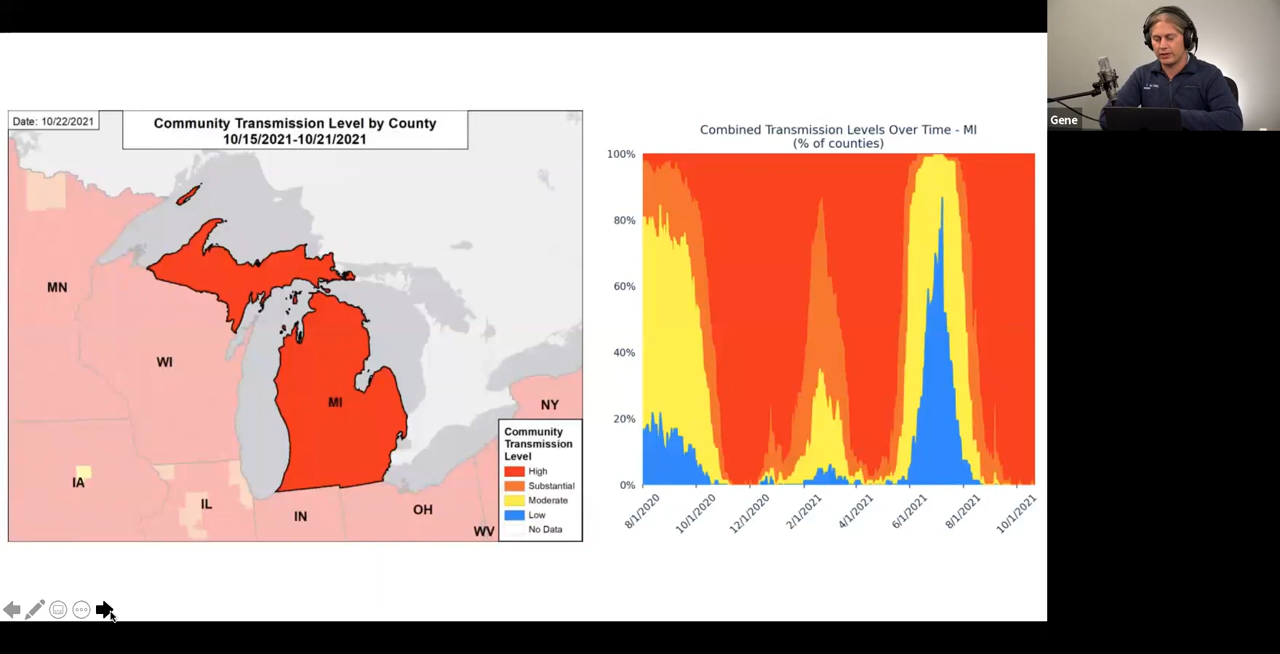 Date: 10/22/2021
Community Transmission Level by County
10/15/2021-10/21/2021
MN
WI
MI
NY
IA
IL
IN
OH
WV
Community
Transmission
Level
High
Substantial
Moderate
Low
No Data
Combined Transmission Levels Over Time - MI
(% of counties)
100%
80%
60%
40%
20%
0%
8/1/2020
10/1/2020
12/1/2020
2/1/2021
4/1/2021
6/1/2021
8/1/2021
10/1/2021
Gene